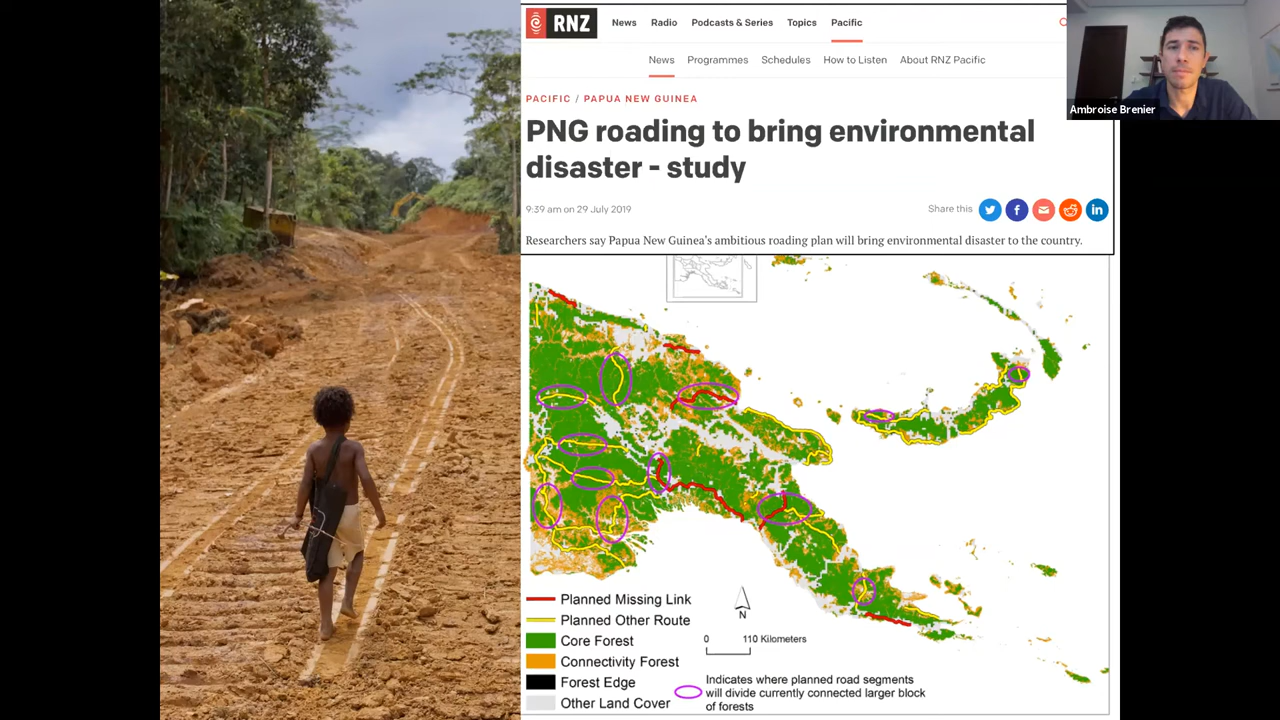 RNZ
News Radio Podcasts & Series Topics Pacific
News Programmes Schedules How to Listen About RNZ Pacific
Ambroise Brenier
PACIFIC / PAPUA NEW GUINEA
PNG roading to bring environmental
disaster - study
9:39 am on 29 July 2019
Share this
Researchers say Papua New Guinea's ambitious roading plan will bring environmental disaster to the country.
Planned Missing Link
Planned Other Route
Core Forest
Connectivity Forest
Forest Edge
Other Land Cover
N
0 110 Kilometers
Indicates where planned road segments
will divide currently connected larger block
of forests